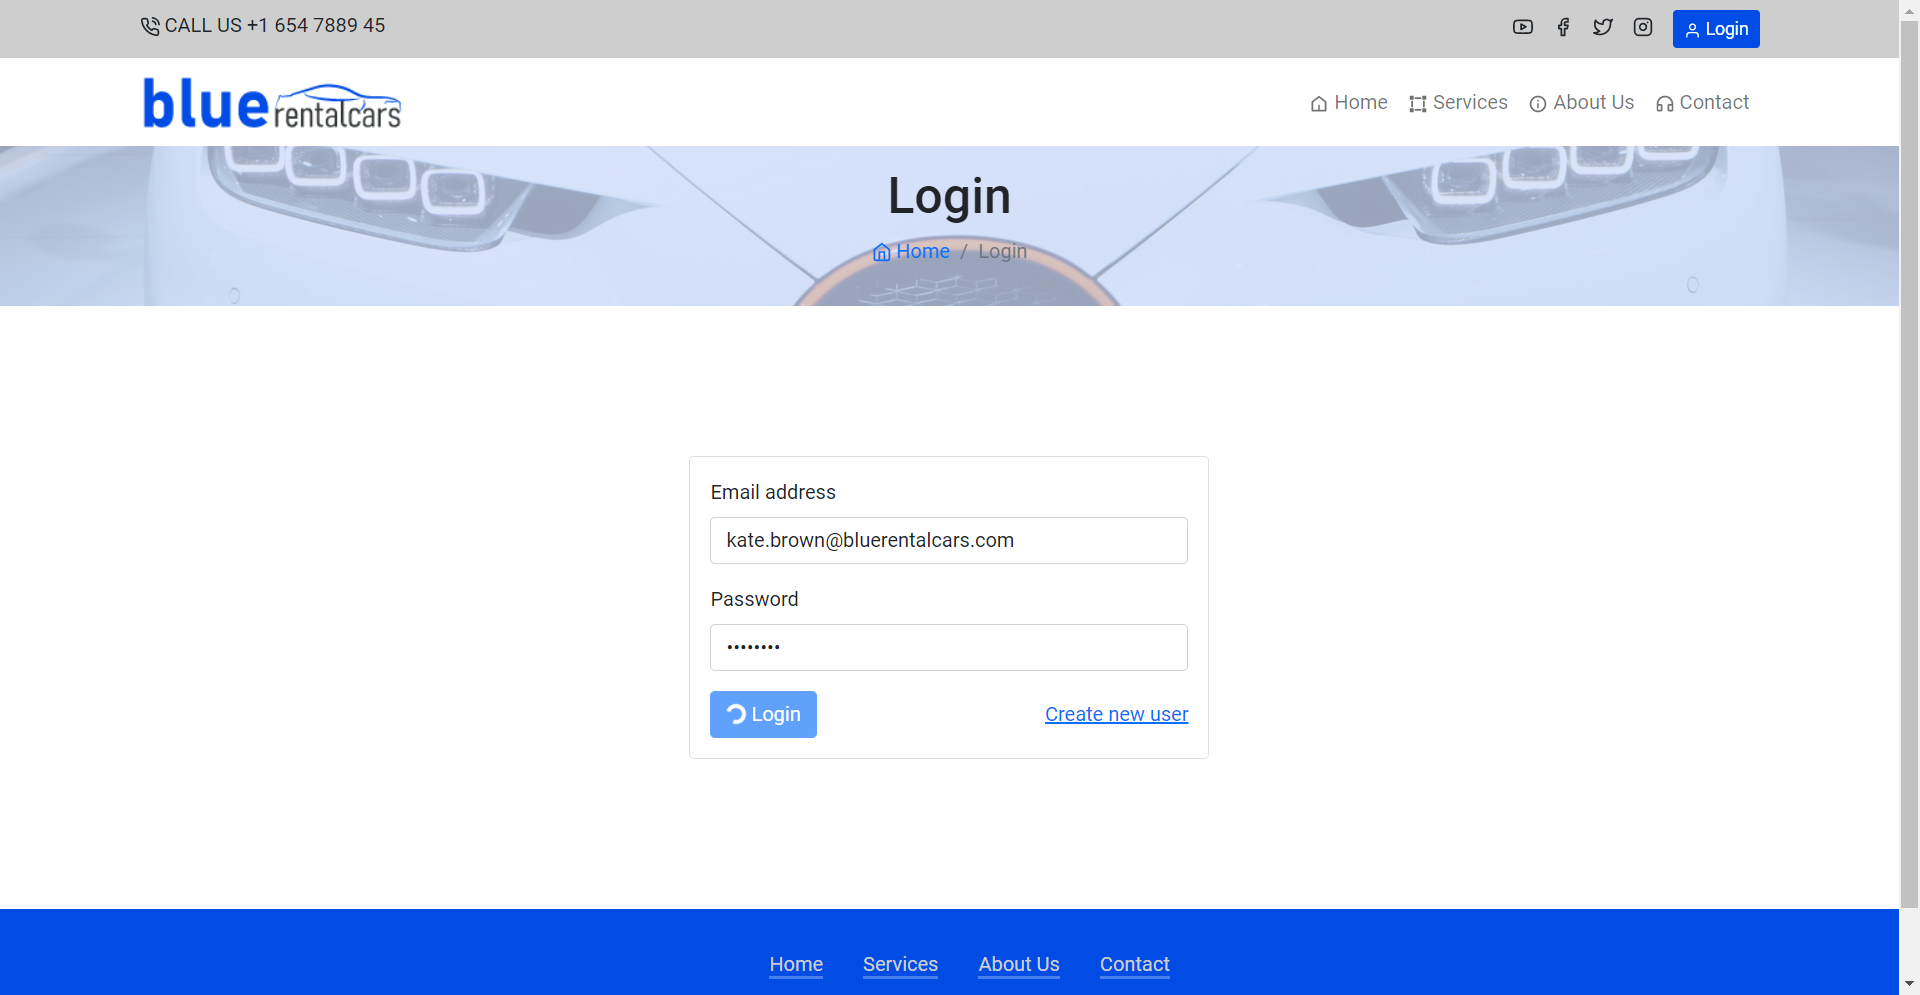 CALL US +1 654 7889 45
Login
blue rentalcars
Home Services About Us Contact
Login
Home / Login
Email address
kate.brown@bluerentalcars.com
Password
••••••••
Login
Create new user
Home Services About Us Contact